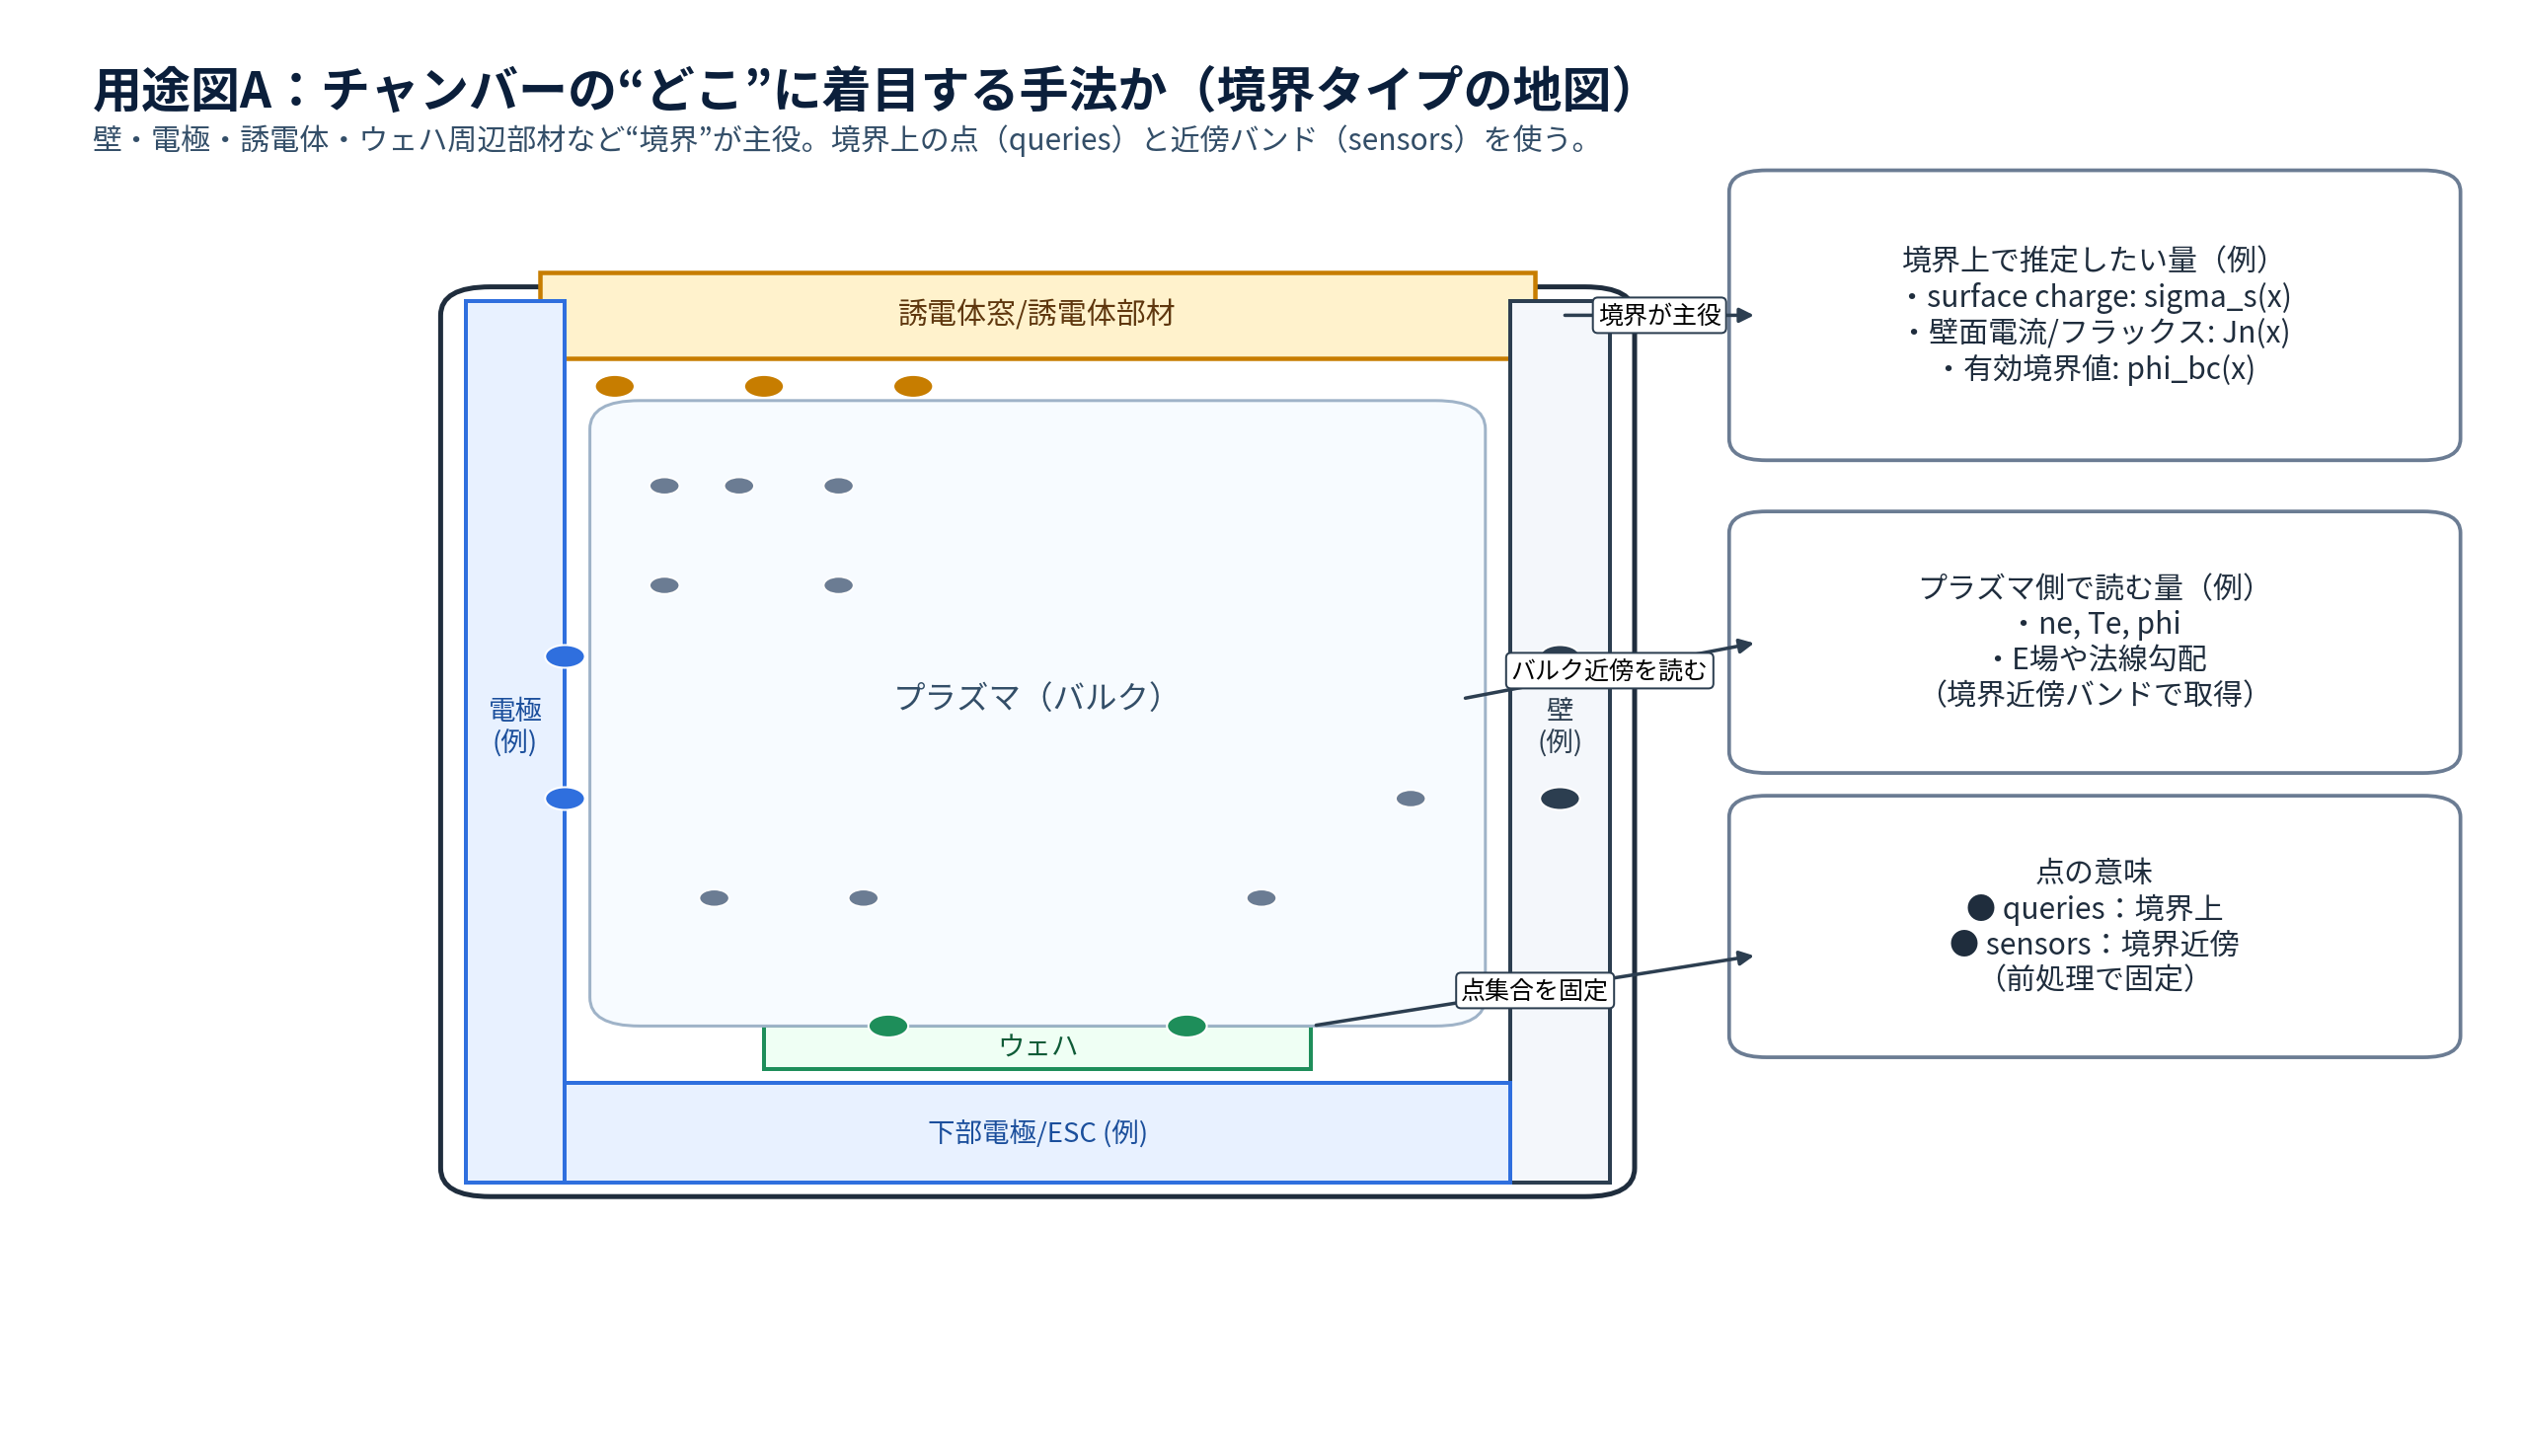 用途図A：チャンバーの“どこ”に着目する手法か（境界タイプの地図）
壁・電極・誘電体・ウェハ周辺部材など“境界”が主役。境界上の点（queries）と近傍バンド（sensors）を使う。
誘電体窓/誘電体部材
境界が主役
境界上で推定したい量（例）
・surface charge: sigma_s(x)
・壁面電流/フラックス: Jn(x)
・有効境界値: phi_bc(x)
電極
(例)
プラズマ（バルク）
バルク近傍を読む
壁
(例)
プラズマ側で読む量（例）
・ne, Te, phi
・E場や法線勾配
（境界近傍バンドで取得）
点集合を固定
点の意味
● queries：境界上
● sensors：境界近傍
（前処理で固定）
ウェハ
下部電極/ESC (例)